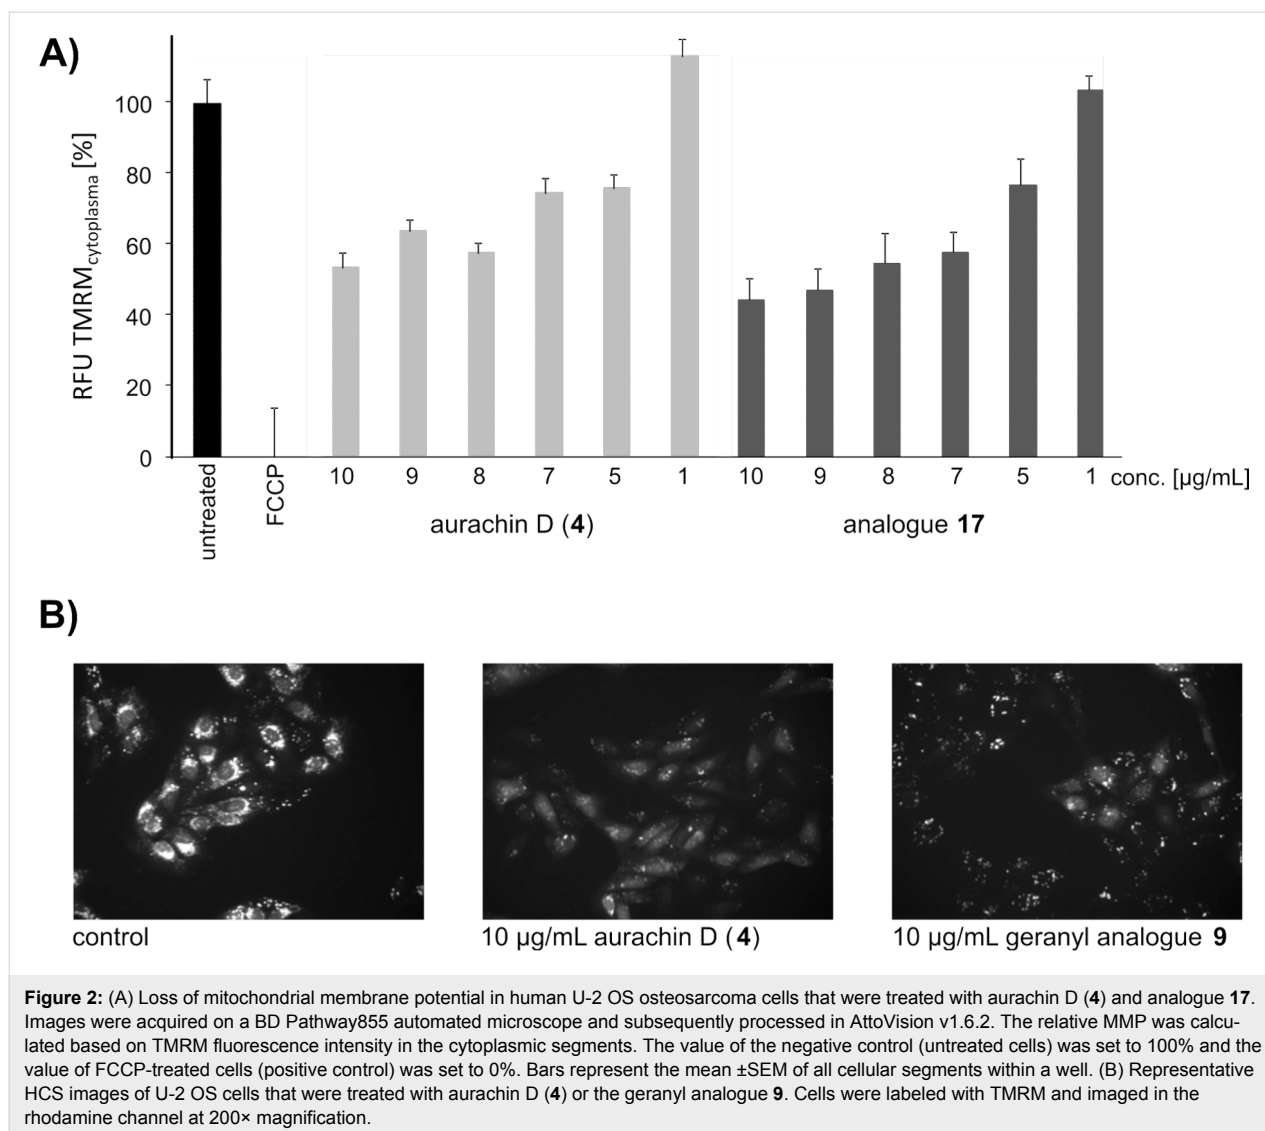 A)
RFU TMRMcytoplasma [%]
100
80
60
40
20
0
untreated
FCCP
10 9 8 7 5 1 10 9 8 7 5 1 conc. [µg/mL]
aurachin D (4) analogue 17
B)
control 10 µg/mL aurachin D (4) 10 µg/mL geranyl analogue 9
Figure 2: (A) Loss of mitochondrial membrane potential in human U-2 OS osteosarcoma cells that were treated with aurachin D (4) and analogue 17.
Images were acquired on a BD Pathway855 automated microscope and subsequently processed in AttoVision v1.6.2. The relative MMP was calcu-
lated based on TMRM fluorescence intensity in the cytoplasmic segments. The value of the negative control (untreated cells) was set to 100% and the
value of FCCP-treated cells (positive control) was set to 0%. Bars represent the mean ±SEM of all cellular segments within a well. (B) Representative
HCS images of U-2 OS cells that were treated with aurachin D (4) or the geranyl analogue 9. Cells were labeled with TMRM and imaged in the
rhodamine channel at 200× magnification.